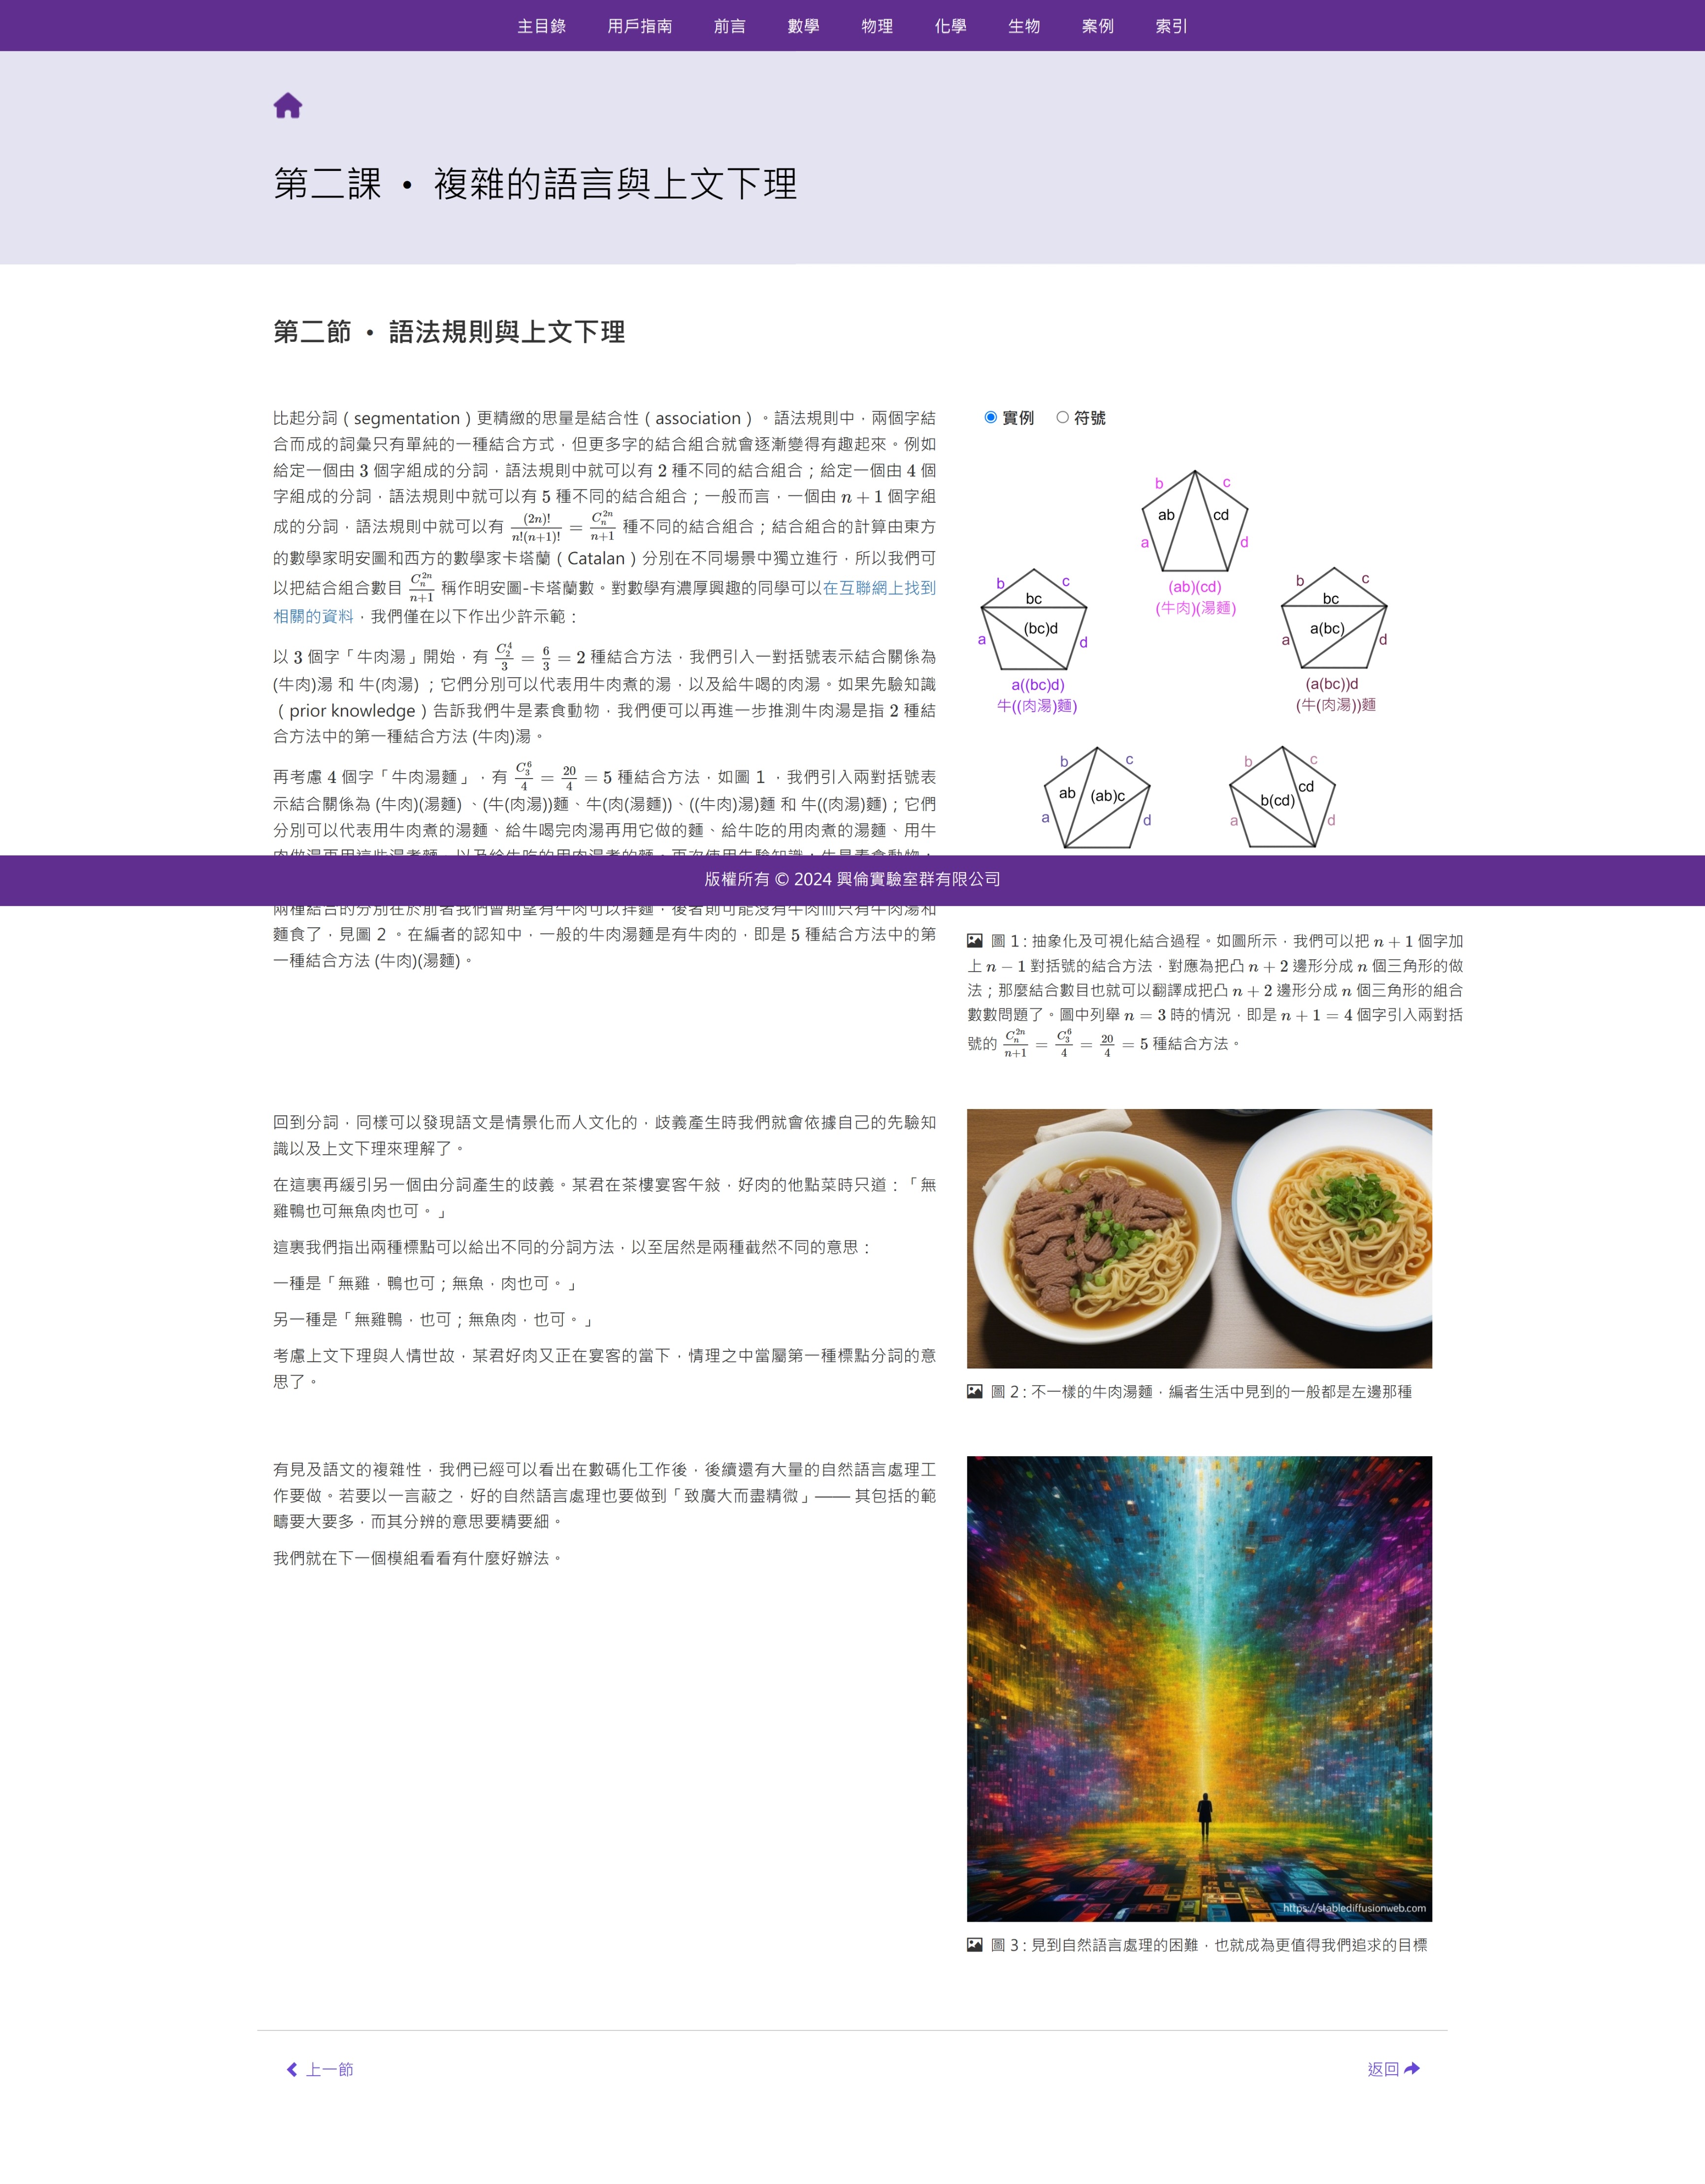 主目錄 用戶指南 前言 數學 物理 化學 生物 案例 索引
第二課 • 複雜的語言與上文下理
第二節 • 語法規則與上文下理
比起分詞（segmentation）更精緻的思量是結合性（association）。語法規則中，兩個字結
合而成的詞彙只有單純的一種結合方式，但更多字的結合組合就會逐漸變得有趣起來。例如
給定一個由 3 個字組成的分詞，語法規則中就可以有 2 種不同的結合組合；給定一個由 4 個
字組成的分詞，語法規則中就可以有 5 種不同的結合組合；一般而言，一個由 n + 1 個字組
成的分詞，語法規則中就可以有 (2n)!/n!(n+1)! = C_n^{2n}/n+1 種不同的結合組合；結合組合的計算由東方
的數學家明安圖和西方的數學家卡塔蘭（Catalan）分別在不同場景中獨立進行，所以我們可
以把結合組合數目 C_n^{2n}/n+1 稱作明安圖-卡塔蘭數。對數學有濃厚興趣的同學可以在互聯網上找到
相關的資料，我們僅在以下作出少許示範：
以 3 個字「牛肉湯」開始，有 C_2^4/3 = 6/3 = 2 種結合方法，我們引入一對括號表示結合關係為
(牛肉)湯 和 牛(肉湯) ；它們分別可以代表用牛肉煮的湯，以及給牛喝的肉湯。如果先驗知識
（prior knowledge）告訴我們牛是素食動物，我們便可以再進一步推測牛肉湯是指 2 種結
合方法中的第一種結合方法 (牛肉)湯。
再考慮 4 個字「牛肉湯麵」，有 C_3^6/4 = 20/4 = 5 種結合方法，如圖 1 ，我們引入兩對括號表
示結合關係為 (牛肉)(湯麵) 、(牛(肉湯))麵、牛(肉(湯麵))、((牛肉)湯)麵 和 牛((肉湯)麵)；它們
分別可以代表用牛肉煮的湯麵、給牛喝完肉湯再用它做的麵、給牛吃的用肉煮的湯麵、用牛
版權所有 © 2024 興倫實驗室群有限公司
兩種結合的分別在於前者我們會期望有牛肉可以拌麵，後者則可能沒有牛肉而只有牛肉湯和
麵食了，見圖 2 。在編者的認知中，一般的牛肉湯麵是有牛肉的，即是 5 種結合方法中的第
一種結合方法 (牛肉)(湯麵)。
實例 符號
b c
ab cd
a d
(ab)(cd)
(牛肉)(湯麵)
b c
bc
(bc)d
a d
a((bc)d)
牛((肉湯)麵)
b c
bc
a(bc)
a d
(a(bc))d
(牛(肉湯))麵
b c
ab (ab)c
a d
b c
cd
b(cd)
a d
圖 1 : 抽象化及可視化結合過程。如圖所示，我們可以把 n + 1 個字加
上 n − 1 對括號的結合方法，對應為把凸 n + 2 邊形分成 n 個三角形的做
法；那麼結合數目也就可以翻譯成把凸 n + 2 邊形分成 n 個三角形的組合
數數問題了。圖中列舉 n = 3 時的情況，即是 n + 1 = 4 個字引入兩對括
號的 C_n^{2n}/n+1 = C_3^6/4 = 20/4 = 5 種結合方法。
回到分詞，同樣可以發現語文是情景化而人文化的，歧義產生時我們就會依據自己的先驗知
識以及上文下理來理解了。
在這裏再緩引另一個由分詞產生的歧義。某君在茶樓宴客午敍，好肉的他點菜時只道：「無
雞鴨也可無魚肉也可。」
這裏我們指出兩種標點可以給出不同的分詞方法，以至居然是兩種截然不同的意思：
一種是「無雞，鴨也可；無魚，肉也可。」
另一種是「無雞鴨，也可；無魚肉，也可。」
考慮上文下理與人情世故，某君好肉又正在宴客的當下，情理之中當屬第一種標點分詞的意
思了。
圖 2 : 不一樣的牛肉湯麵，編者生活中見到的一般都是左邊那種
有見及語文的複雜性，我們已經可以看出在數碼化工作後，後續還有大量的自然語言處理工
作要做。若要以一言蔽之，好的自然語言處理也要做到「致廣大而盡精微」—— 其包括的範
疇要大要多，而其分辨的意思要精要細。
我們就在下一個模組看看有什麼好辦法。
https://stablediffusionweb.com
圖 3 : 見到自然語言處理的困難，也就成為更值得我們追求的目標
上一節
返回